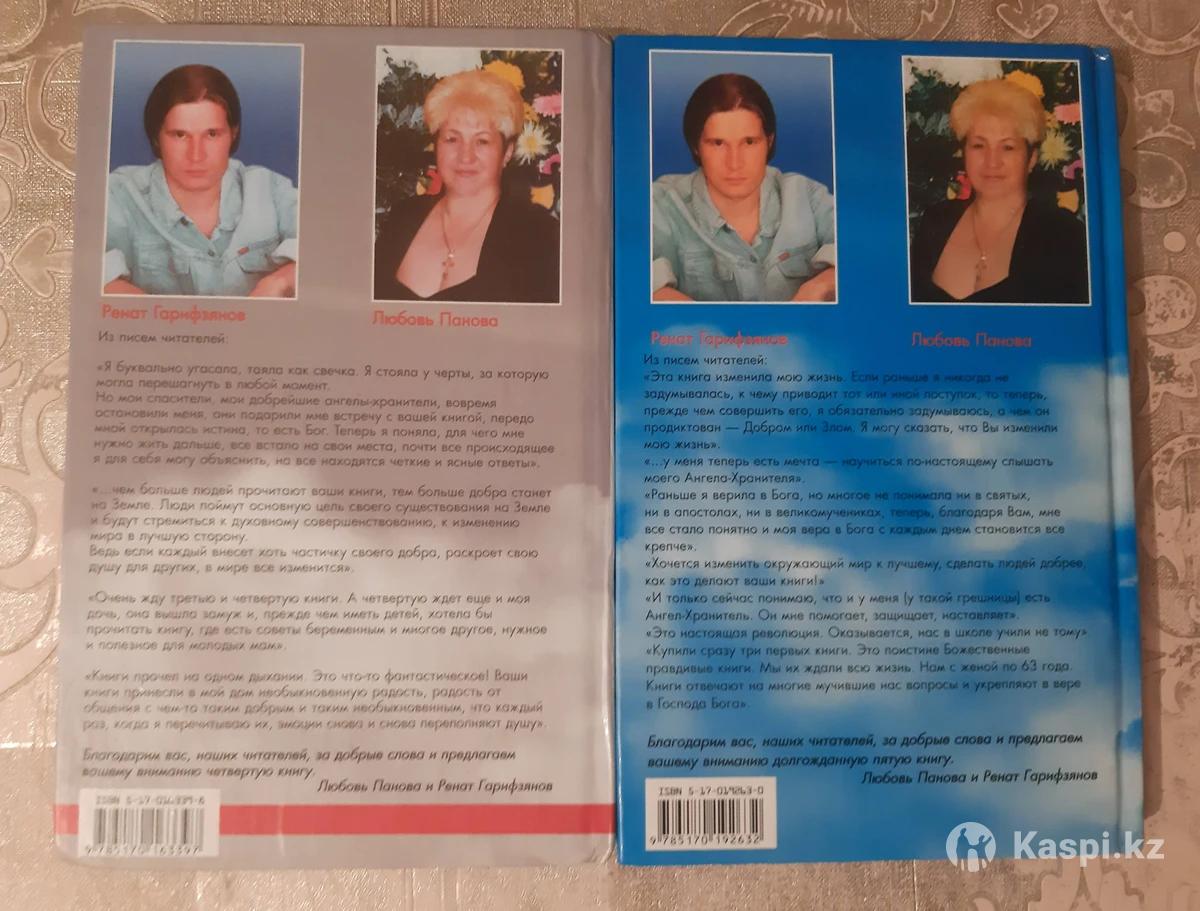 Ренат Гарифзянов
Любовь Панова
Из писем читателей:
«Я буквально угасала, таяла как свечка. Я стояла у черты, за которую
могла перешагнуть в любой момент.
Но мои спасители, мои добрейшие ангелы-хранители, вовремя
остановили меня, они подарили мне встречу с вашей книгой, передо
мной открылась истина, то есть Бог. Теперь я поняла, для чего мне
нужно жить дальше, все встало на свои места, почти все происходящее
я для себя могу объяснить, на все находятся четкие и ясные ответы».
«...чем больше людей прочитают ваши книги, тем больше добра станет
на Земле. Люди поймут основную цель своего существования на Земле
и будут стремиться к духовному совершенствованию, к изменению
мира в лучшую сторону.
Ведь если каждый внесет хоть частичку своего добра, раскроет свою
душу для других, в мире все изменится».
«Очень жду третью и четвертую книги. А четвертую ждет еще и моя
дочь, она вышла замуж и, прежде чем иметь детей, хотела бы
прочитать книгу, где есть советы беременным и многое другое, нужное
и полезное для молодых мам».
«Книги прочел на одном дыхании. Это что-то фантастическое! Ваши
книги принесли в мой дом необыкновенную радость, радость от
общения с чем-то таким добрым и таким необыкновенным, что каждый
раз, когда я перечитываю их, эмоции снова и снова переполняют душу».
Благодарим вас, наших читателей, за добрые слова и предлагаем
вашему вниманию четвертую книгу.
Любовь Панова и Ренат Гарифзянов
ISBN 5-17-016339-8
9 785170 163397
Ренат Гарифзянов
Любовь Панова
Из писем читателей:
«Эта книга изменила мою жизнь. Если раньше я никогда не
задумывалась, к чему приводит тот или иной поступок, то теперь,
прежде чем совершить его, я обязательно задумываюсь, а чем он
продиктован — Добром или Злом. Я могу сказать, что Вы изменили
мою жизнь».
«...у меня теперь есть мечта — научиться по-настоящему слышать
моего Ангела-Хранителя».
«Раньше я верила в Бога, но многое не понимала ни в святых,
ни в апостолах, ни в великомучениках, теперь, благодаря Вам, мне
все стало понятно и моя вера в Бога с каждым днем становится все
крепче».
«Хочется изменить окружающий мир к лучшему, сделать людей добрее,
как это делают ваши книги!»
«И только сейчас понимаю, что и у меня (у такой грешницы) есть
Ангел-Хранитель. Он мне помогает, защищает, наставляет».
«Это настоящая революция. Оказывается, нас в школе учили не тому»
«Купили сразу три первых книги. Это поистине Божественные
правдивые книги. Мы их ждали всю жизнь. Нам с женой по 63 года.
Книги отвечают на многие мучившие нас вопросы и укрепляют в вере
в Господа Бога».
Благодарим вас, наших читателей, за добрые слова и предлагаем
вашему вниманию долгожданную пятую книгу.
Любовь Панова и Ренат Гарифзянов
ISBN 5-17-019263-0
9 785170 192632
Kaspi.kz